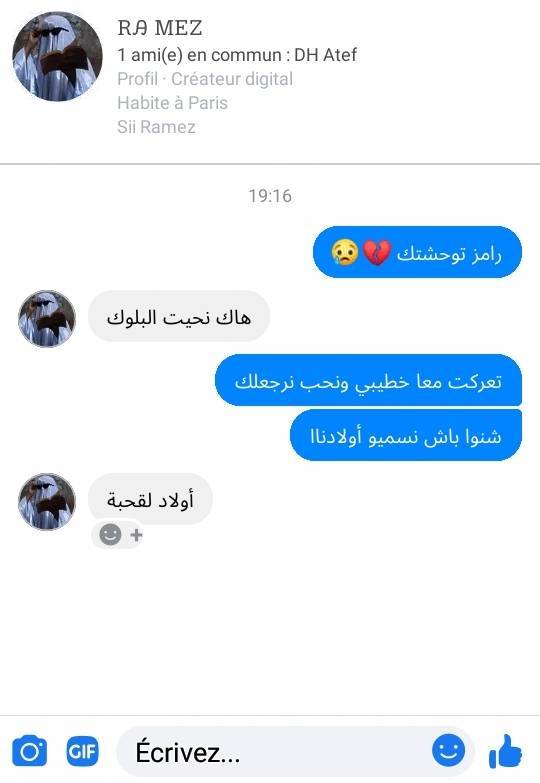 RA MEZ
1 ami(e) en commun : DH Atef
Profil · Créateur digital
Habite à Paris
Sii Ramez
19:16
رامز توحشتك 💔😢
هاك نحيت البلوك
تعركت معا خطيبي ونحب نرجعلك
شنوا باش نسميو أولادناا
أولاد لقحبة
GIF
Écrivez...